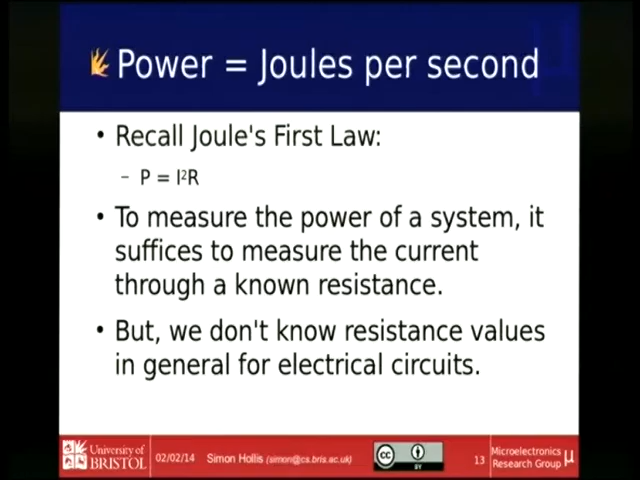 Power = Joules per second
• Recall Joule's First Law:
– P = I²R
• To measure the power of a system, it
suffices to measure the current
through a known resistance.
• But, we don't know resistance values
in general for electrical circuits.
University of
BRISTOL
02/02/14
Simon Hollis (simon@cs.bris.ac.uk)
cc
BY
13
Microelectronics
Research Group
μ